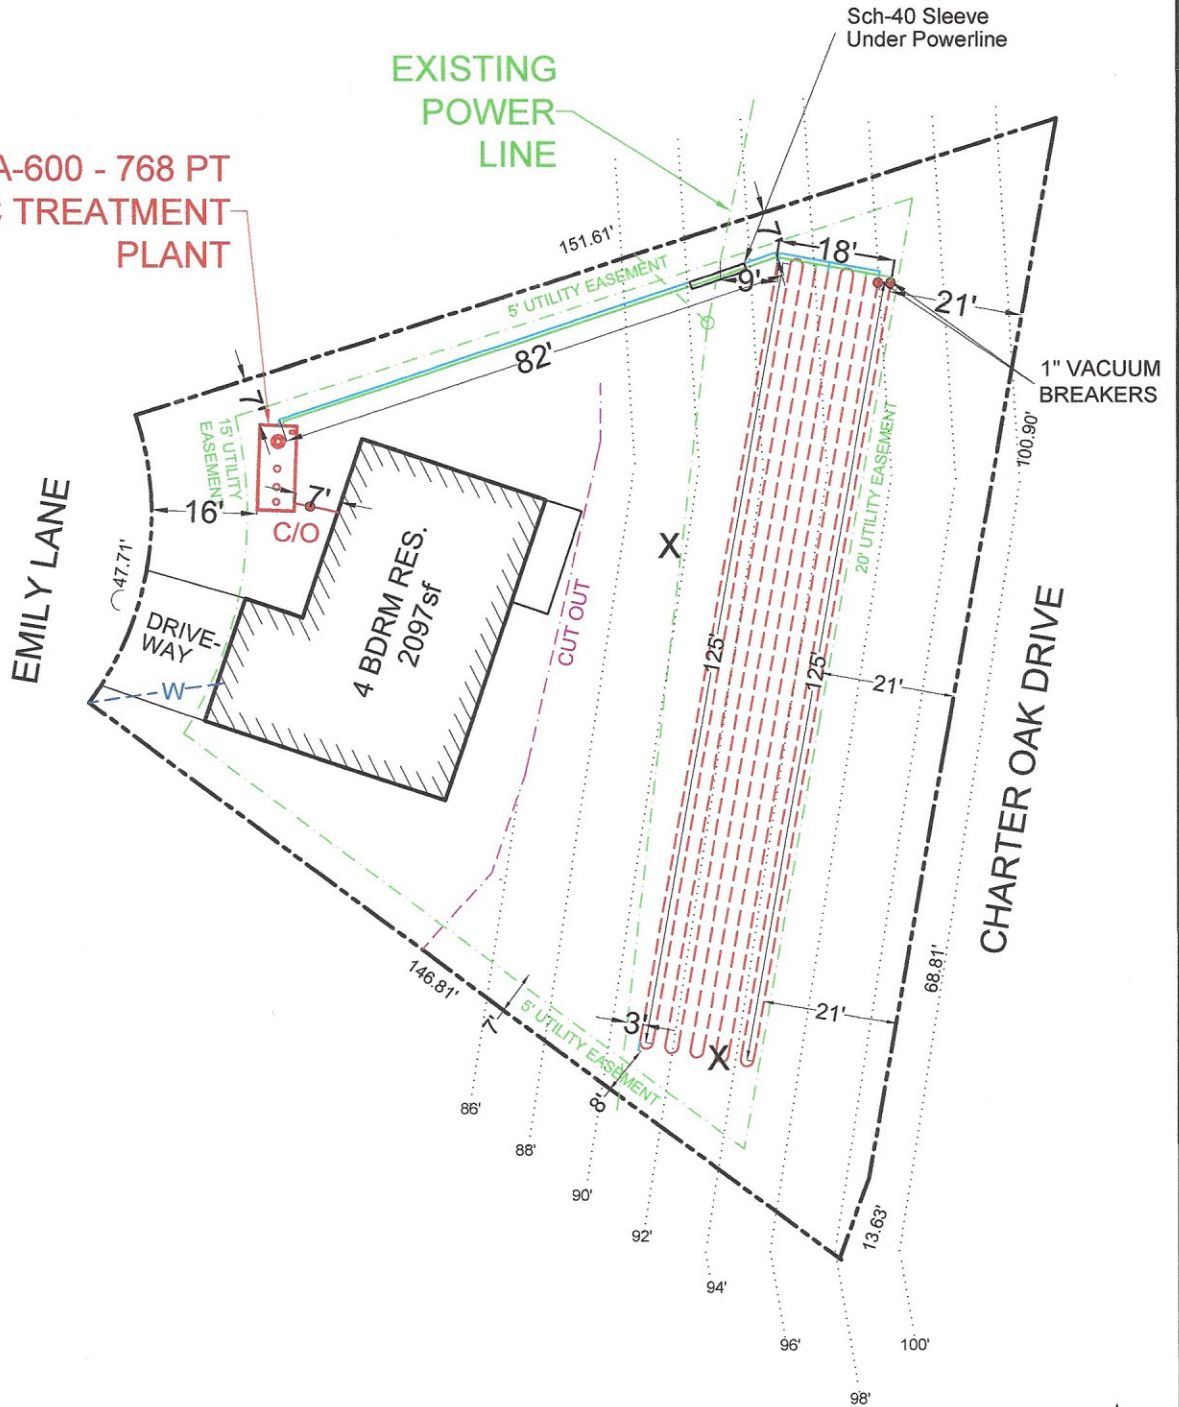 Sch-40 Sleeve
Under Powerline
EXISTING
POWER
LINE
A-600 - 768 PT
C TREATMENT
PLANT
151.61'
5' UTILITY EASEMENT
7'
18'
9'
21'
82'
1" VACUUM
BREAKERS
7'
15' UTILITY
EASEMENT
16'
7'
C/O
100.90'
20' UTILITY EASEMENT
EMILY LANE
47.71'
DRIVE-
WAY
W
4 BDRM RES.
2097sf
CUT OUT
X
125'
125'
21'
CHARTER OAK DRIVE
68.81'
146.81'
7'
5' UTILITY EASEMENT
3'
X
21'
8'
86'
88'
90'
92'
94'
96'
98'
100'
13.63'